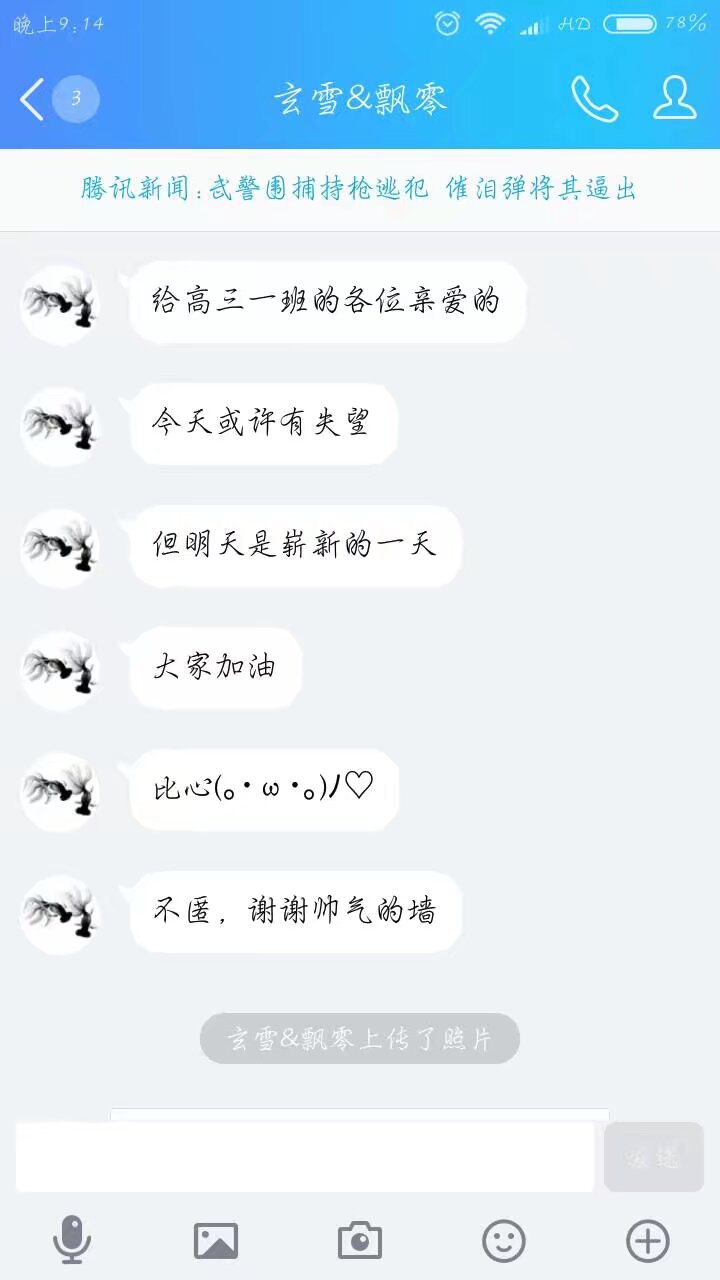 晚上9:14
HD
78%
3
玄雪&飘零
腾讯新闻:武警围捕持枪逃犯 催泪弹将其逼出
给高三一班的各位亲爱的
今天或许有失望
但明天是崭新的一天
大家加油
比心(｡･ω･｡)ﾉ♡
不匿，谢谢帅气的墙
玄雪&飘零上传了照片